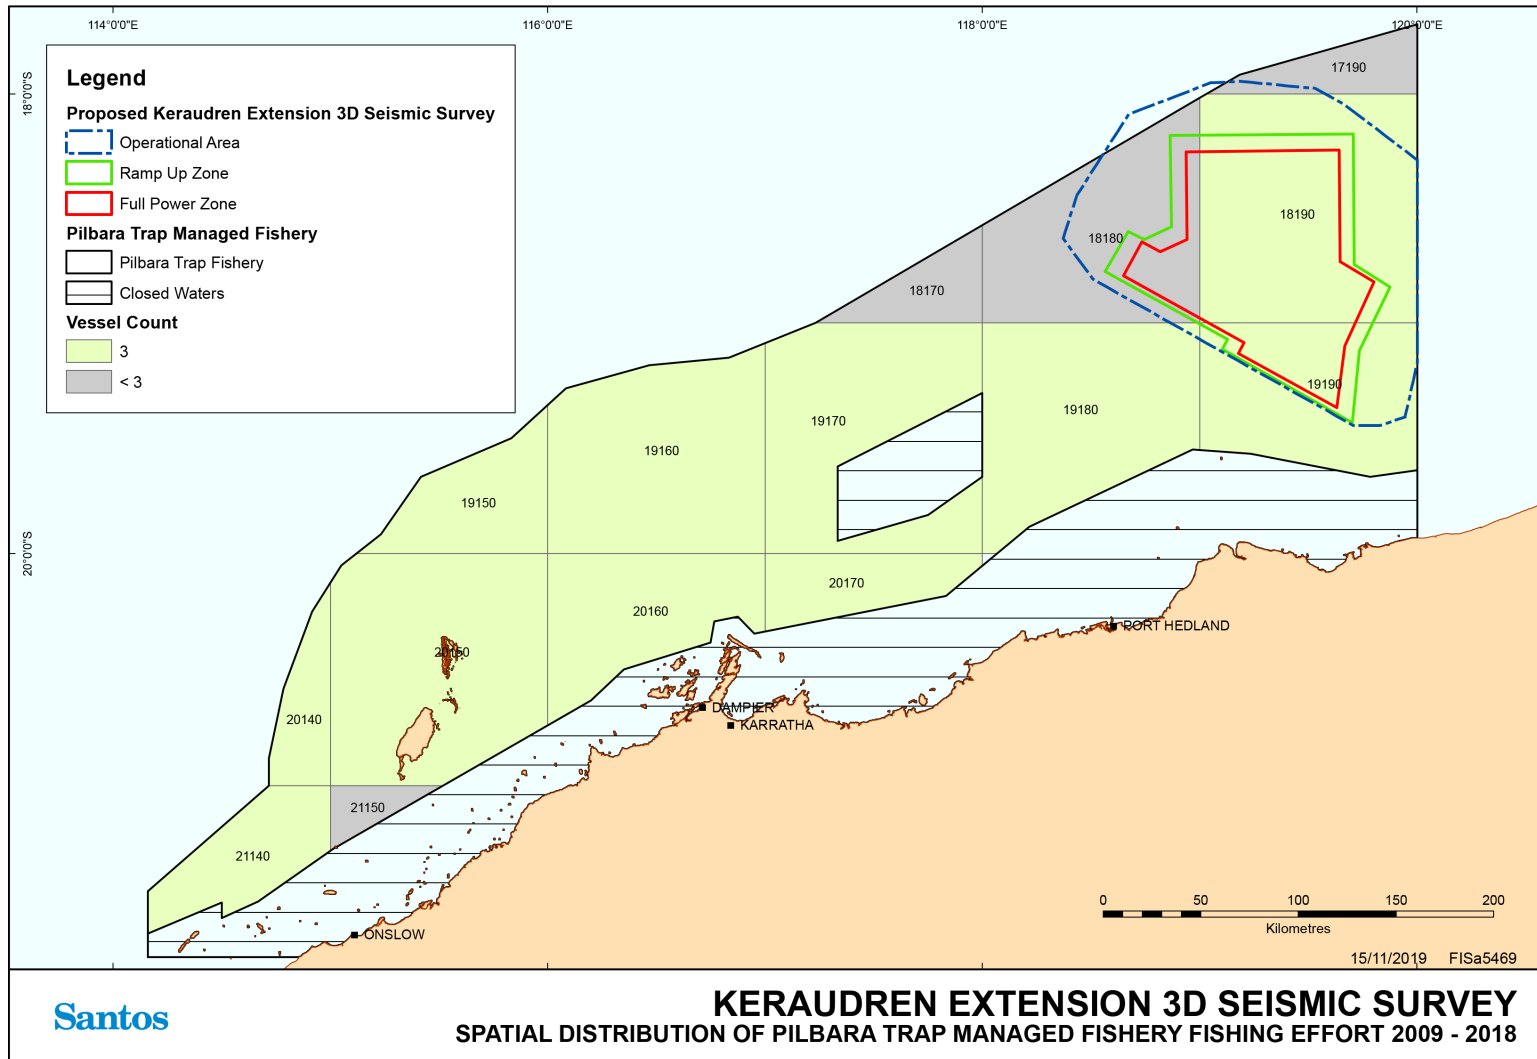 114°0'0"E
116°0'0"E
118°0'0"E
120°0'0"E
18°0'0"S
20°0'0"S
Legend
Proposed Keraudren Extension 3D Seismic Survey
Operational Area
Ramp Up Zone
Full Power Zone
Pilbara Trap Managed Fishery
Pilbara Trap Fishery
Closed Waters
Vessel Count
3
< 3
17190
18190
18180
18170
19190
19180
19170
19160
19150
20170
20160
20150
20140
21150
21140
PORT HEDLAND
DAMPIER
KARRATHA
ONSLOW
0 50 100 150 200
Kilometres
15/11/2019 FISa5469
Santos
KERAUDREN EXTENSION 3D SEISMIC SURVEY
SPATIAL DISTRIBUTION OF PILBARA TRAP MANAGED FISHERY FISHING EFFORT 2009 - 2018